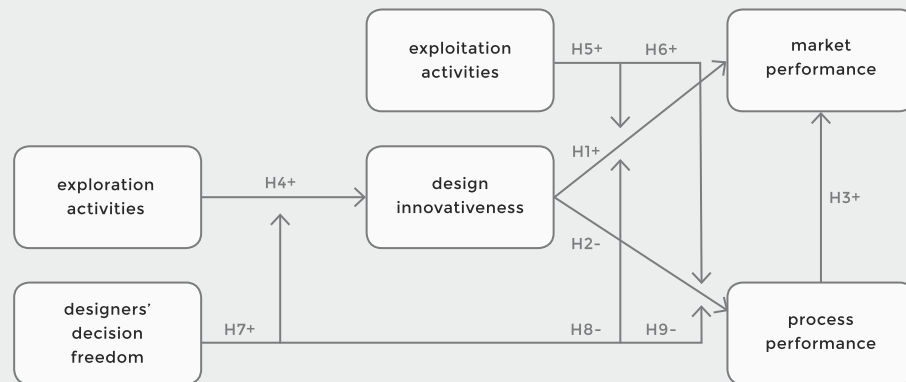 exploitation
activities
H5+
H6+
market
performance
H1+
exploration
activities
H4+
design
innovativeness
H3+
H2-
designers'
decision
freedom
H7+
H8-
H9-
process
performance